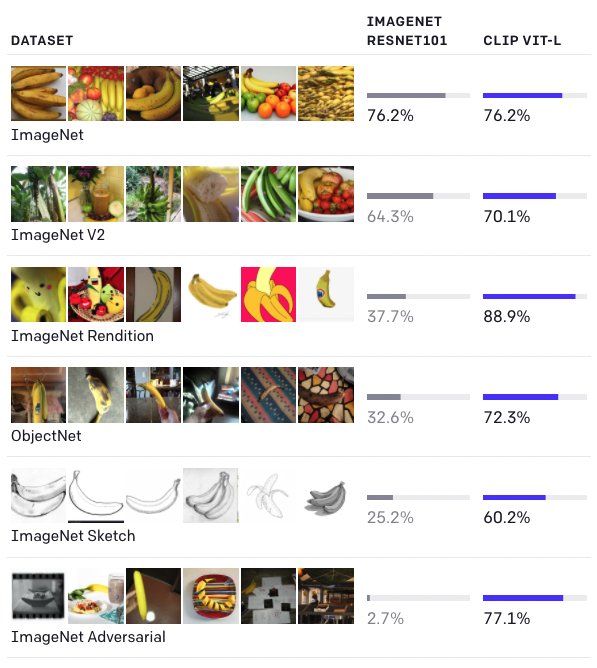 DATASET
IMAGENET
RESNET101
CLIP VIT-L
76.2%
76.2%
ImageNet
64.3%
70.1%
ImageNet V2
37.7%
88.9%
ImageNet Rendition
32.6%
72.3%
ObjectNet
25.2%
60.2%
ImageNet Sketch
2.7%
77.1%
ImageNet Adversarial